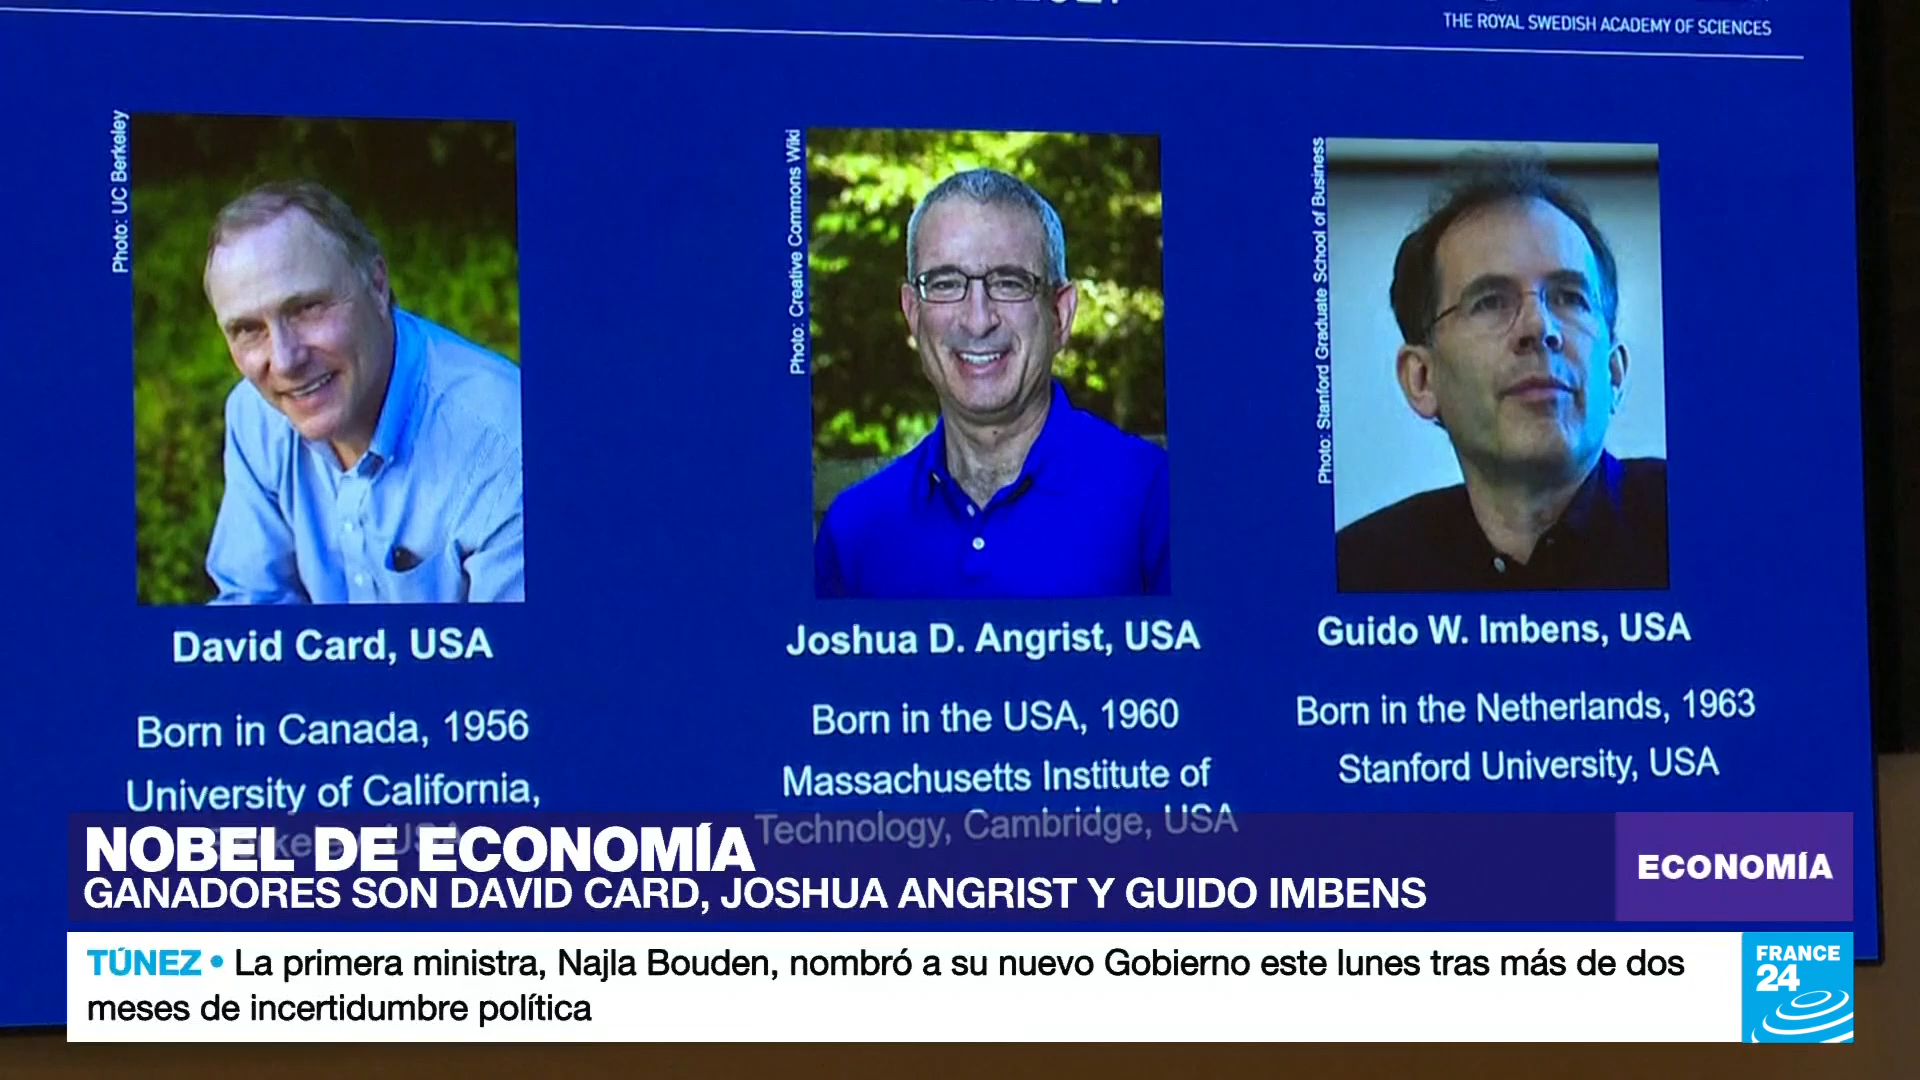 THE ROYAL SWEDISH ACADEMY OF SCIENCES
Photo: UC Berkeley
Photo: Creative Commons Wiki
Photo: Stanford Graduate School of Business
David Card, USA
Born in Canada, 1956
University of California,
Joshua D. Angrist, USA
Born in the USA, 1960
Massachusetts Institute of
Technology, Cambridge, USA
Guido W. Imbens, USA
Born in the Netherlands, 1963
Stanford University, USA
NOBEL DE ECONOMÍA
GANADORES SON DAVID CARD, JOSHUA ANGRIST Y GUIDO IMBENS
ECONOMÍA
TÚNEZ • La primera ministra, Najla Bouden, nombró a su nuevo Gobierno este lunes tras más de dos
meses de incertidumbre política
FRANCE
24